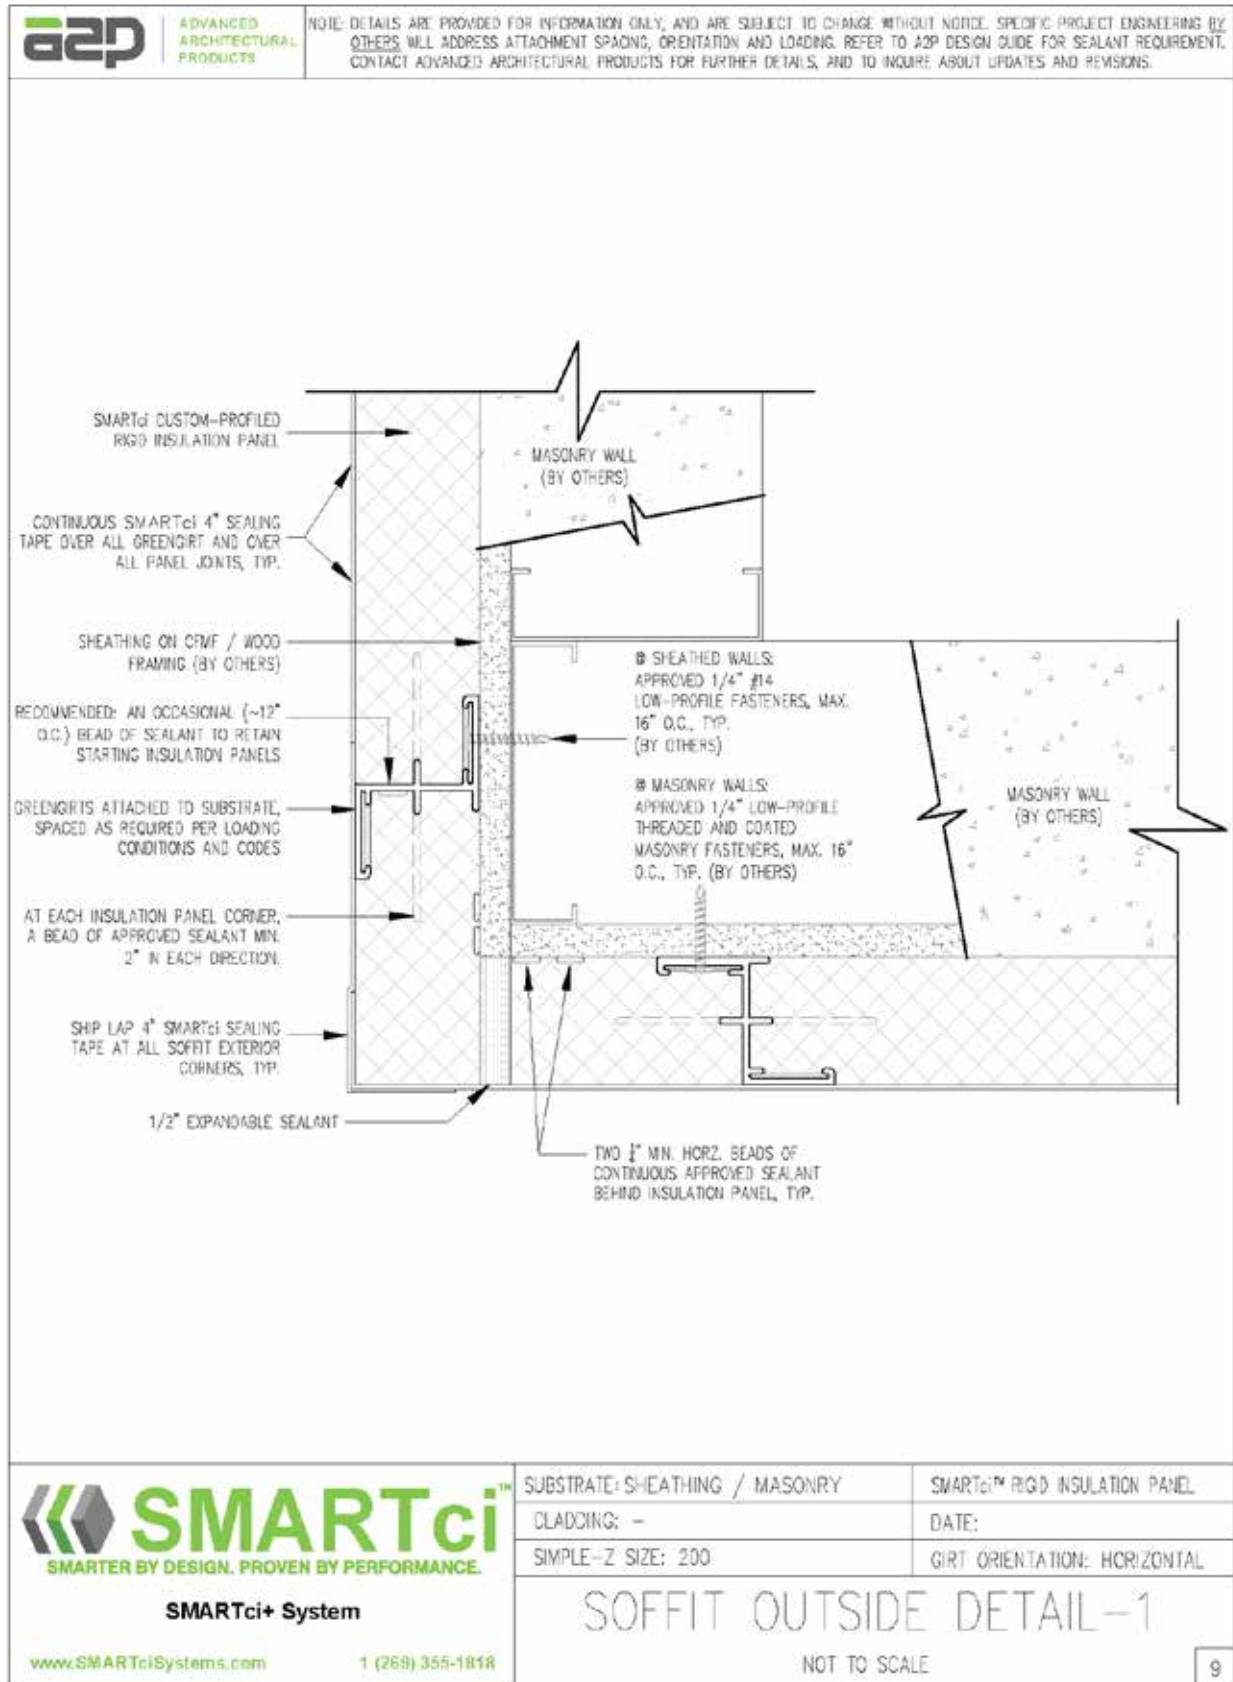 a2p
ADVANCED
ARCHITECTURAL
PRODUCTS
NOTE: DETAILS ARE PROVIDED FOR INFORMATION ONLY, AND ARE SUBJECT TO CHANGE WITHOUT NOTICE. SPECIFIC PROJECT ENGINEERING BY
OTHERS WILL ADDRESS ATTACHMENT SPACING, ORIENTATION AND LOADING. REFER TO A2P DESIGN GUIDE FOR SEALANT REQUIREMENT.
CONTACT ADVANCED ARCHITECTURAL PRODUCTS FOR FURTHER DETAILS, AND TO INQUIRE ABOUT UPDATES AND REVISIONS.
SMARTci CUSTOM-PROFILED
RIGID INSULATION PANEL
MASONRY WALL
(BY OTHERS)
CONTINUOUS SMARTci 4" SEALING
TAPE OVER ALL GREENGIRT AND OVER
ALL PANEL JOINTS, TYP.
SHEATHING ON CFMF / WOOD
FRAMING (BY OTHERS)
@ SHEATHED WALLS:
APPROVED 1/4" #14
LOW-PROFILE FASTENERS, MAX.
16" O.C., TYP.
(BY OTHERS)
RECOMMENDED: AN OCCASIONAL (~12"
O.C.) BEAD OF SEALANT TO RETAIN
STARTING INSULATION PANELS
@ MASONRY WALLS:
APPROVED 1/4" LOW-PROFILE
THREADED AND COATED
MASONRY FASTENERS, MAX. 16"
O.C., TYP. (BY OTHERS)
MASONRY WALL
(BY OTHERS)
GREENGIRTS ATTACHED TO SUBSTRATE,
SPACED AS REQUIRED PER LOADING
CONDITIONS AND CODES
AT EACH INSULATION PANEL CORNER,
A BEAD OF APPROVED SEALANT MIN.
2" IN EACH DIRECTION.
SHIP LAP 4" SMARTci SEALING
TAPE AT ALL SOFFIT EXTERIOR
CORNERS, TYP.
1/2" EXPANDABLE SEALANT
TWO MIN. HORZ. BEADS OF
CONTINUOUS APPROVED SEALANT
BEHIND INSULATION PANEL, TYP.
SMARTci™
SMARTER BY DESIGN. PROVEN BY PERFORMANCE.
SMARTci+ System
www.SMARTciSystems.com 1 (269) 355-1818
SUBSTRATE: SHEATHING / MASONRY
SMARTci™ RIGID INSULATION PANEL
CLADDING: -
DATE:
SIMPLE-Z SIZE: 200
GIRT ORIENTATION: HORIZONTAL
SOFFIT OUTSIDE DETAIL-1
NOT TO SCALE
9